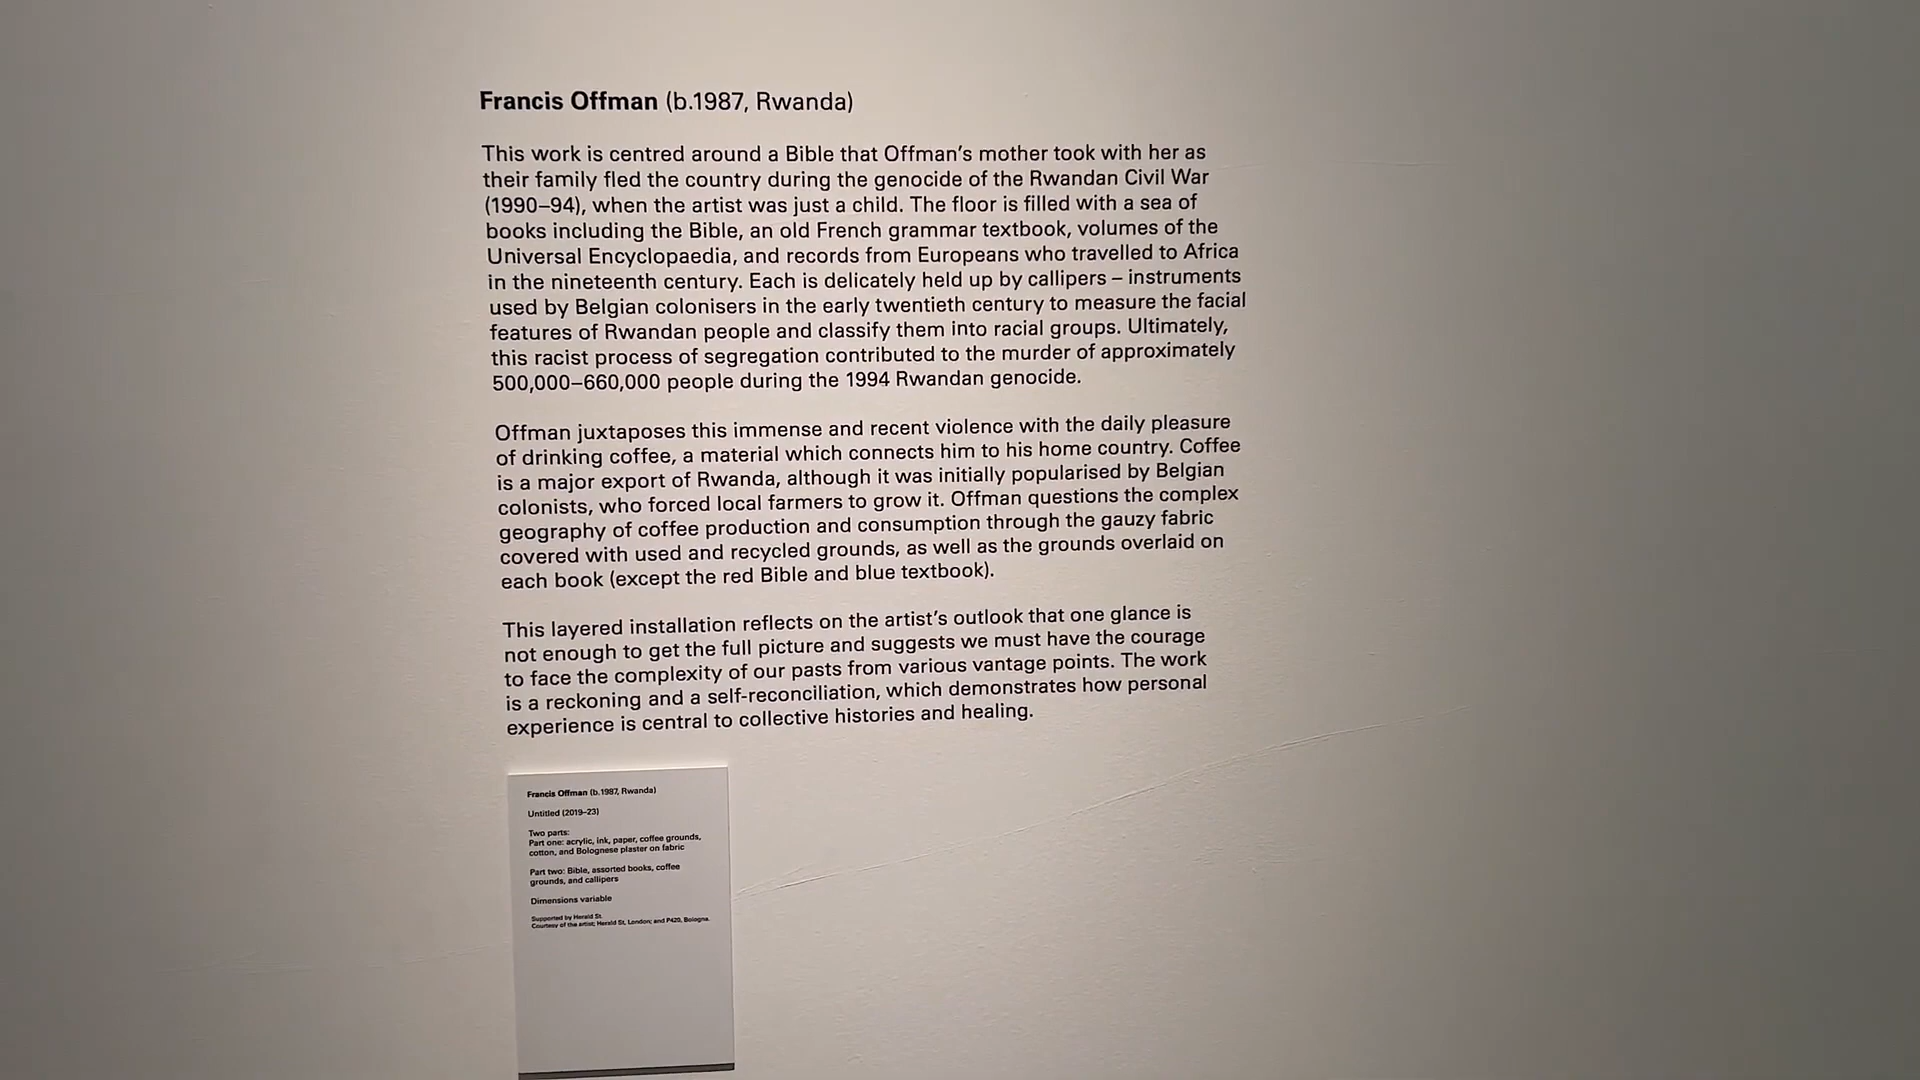 Francis Offman (b.1987, Rwanda)
This work is centred around a Bible that Offman's mother took with her as
their family fled the country during the genocide of the Rwandan Civil War
(1990–94), when the artist was just a child. The floor is filled with a sea of
books including the Bible, an old French grammar textbook, volumes of the
Universal Encyclopaedia, and records from Europeans who travelled to Africa
in the nineteenth century. Each is delicately held up by callipers – instruments
used by Belgian colonisers in the early twentieth century to measure the facial
features of Rwandan people and classify them into racial groups. Ultimately,
this racist process of segregation contributed to the murder of approximately
500,000–660,000 people during the 1994 Rwandan genocide.
Offman juxtaposes this immense and recent violence with the daily pleasure
of drinking coffee, a material which connects him to his home country. Coffee
is a major export of Rwanda, although it was initially popularised by Belgian
colonists, who forced local farmers to grow it. Offman questions the complex
geography of coffee production and consumption through the gauzy fabric
covered with used and recycled grounds, as well as the grounds overlaid on
each book (except the red Bible and blue textbook).
This layered installation reflects on the artist's outlook that one glance is
not enough to get the full picture and suggests we must have the courage
to face the complexity of our pasts from various vantage points. The work
is a reckoning and a self-reconciliation, which demonstrates how personal
experience is central to collective histories and healing.
Francis Offman (b.1987, Rwanda)
Untitled (2019–23)
Two parts:
Part one: acrylic, ink, paper, coffee grounds,
cotton, and Bolognese plaster on fabric
Part two: Bible, assorted books, coffee
grounds, and callipers
Dimensions variable
Supported by Herald St.
Courtesy of the artist; Herald St, London; and P420, Bologna.